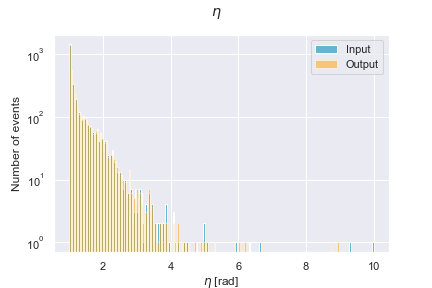 η
Number of events
10³
10²
10¹
10⁰
Input
Output
2 4 6 8 10
η [rad]